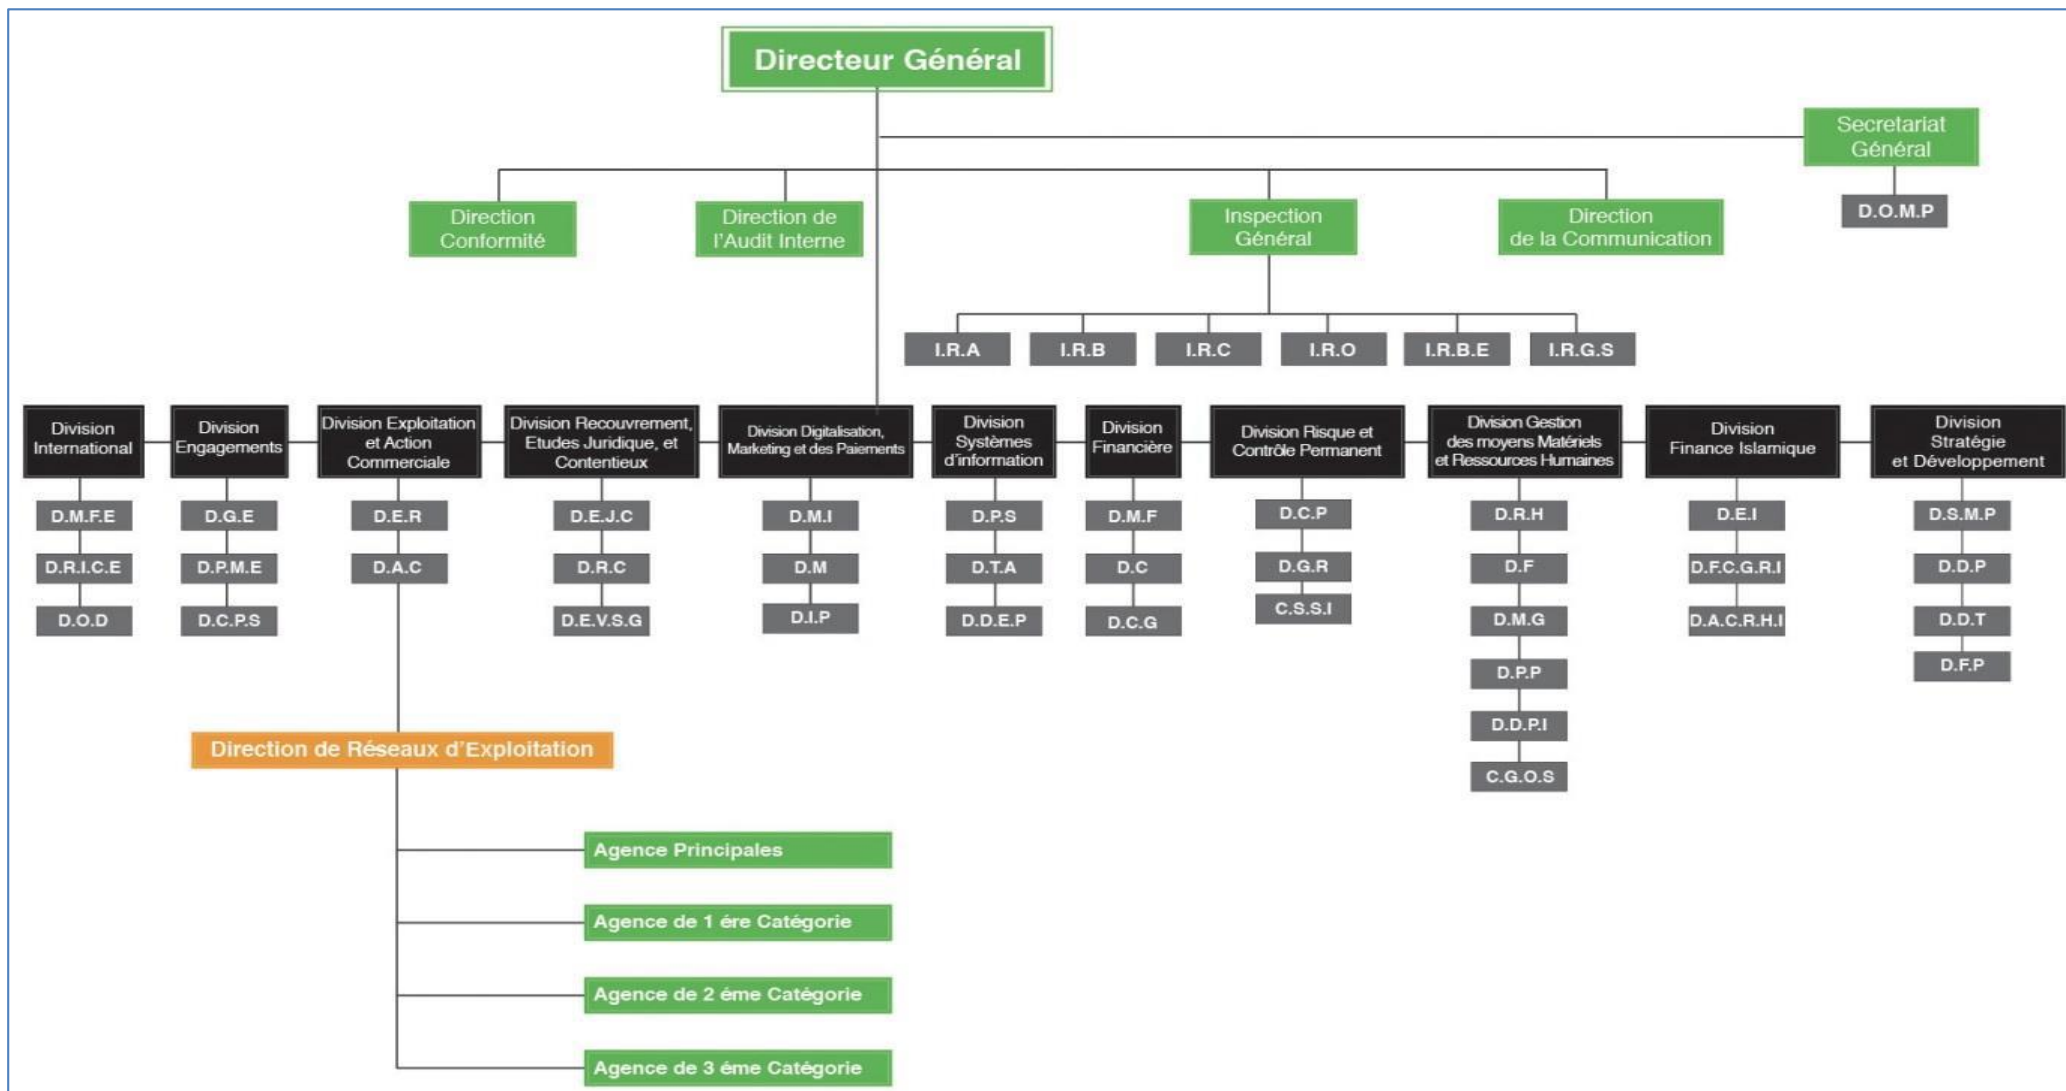 Directeur Général
Secretariat
Général
D.O.M.P
Direction
Conformité
Direction de
l'Audit Interne
Inspection
Général
Direction
de la Communication
I.R.A
I.R.B
I.R.C
I.R.O
I.R.B.E
I.R.G.S
Division
International
Division
Engagements
Division Exploitation
et Action
Commerciale
Division Recouvrement,
Etudes Juridique, et
Contentieux
Division Digitalisation,
Marketing et des Paiements
Division
Systèmes
d'information
Division
Financière
Division Risque et
Contrôle Permanent
Division Gestion
des moyens Matériels
et Ressources Humaines
Division
Finance Islamique
Division
Stratégie
et Développement
D.M.F.E
D.R.I.C.E
D.O.D
D.G.E
D.P.M.E
D.C.P.S
D.E.R
D.A.C
D.E.J.C
D.R.C
D.E.V.S.G
D.M.I
D.M
D.I.P
D.P.S
D.T.A
D.D.E.P
D.M.F
D.C
D.C.G
D.C.P
D.G.R
C.S.S.I
D.R.H
D.F
D.M.G
D.P.P
D.D.P.I
C.G.O.S
D.E.I
D.F.C.G.R.I
D.A.C.R.H.I
D.S.M.P
D.D.P
D.D.T
D.F.P
Direction de Réseaux d'Exploitation
Agence Principales
Agence de 1 ére Catégorie
Agence de 2 éme Catégorie
Agence de 3 éme Catégorie